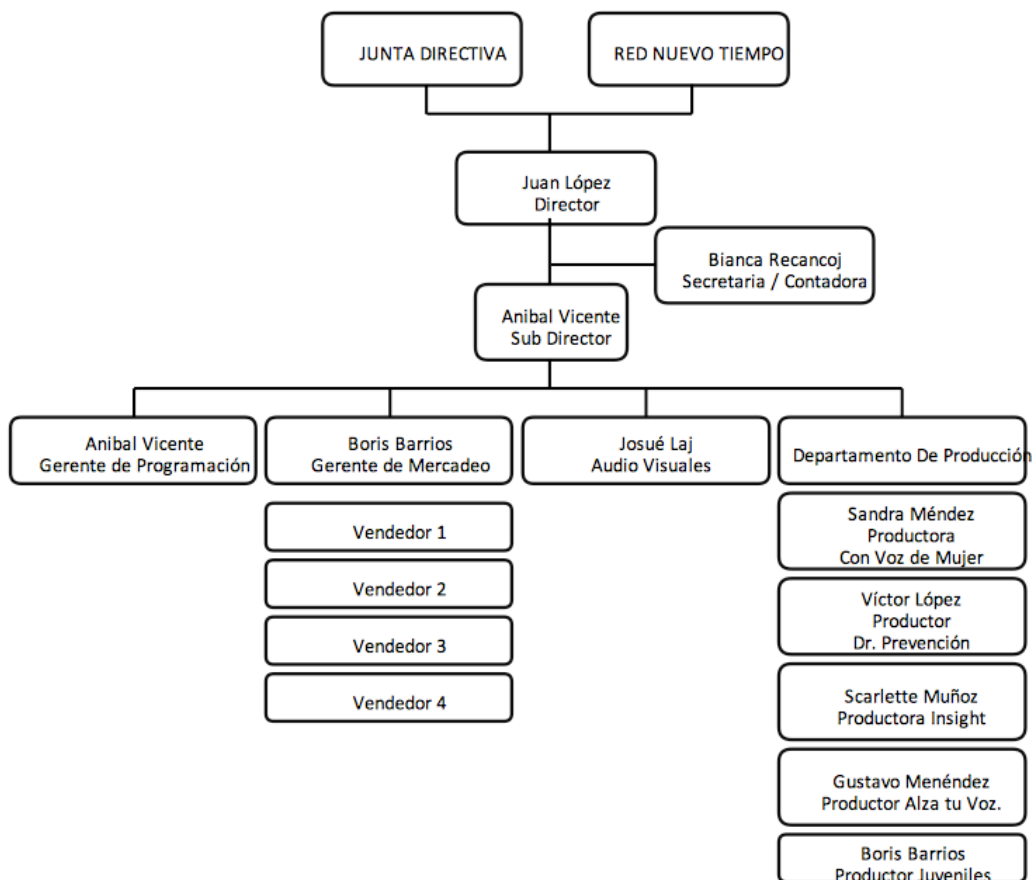 JUNTA DIRECTIVA
RED NUEVO TIEMPO
Juan López
Director
Bianca Recancoj
Secretaria / Contadora
Anibal Vicente
Sub Director
Anibal Vicente
Gerente de Programación
Boris Barrios
Gerente de Mercadeo
Josué Laj
Audio Visuales
Departamento De Producción
Vendedor 1
Vendedor 2
Vendedor 3
Vendedor 4
Sandra Méndez
Productora
Con Voz de Mujer
Víctor López
Productor
Dr. Prevención
Scarlette Muñoz
Productora Insight
Gustavo Menéndez
Productor Alza tu Voz.
Boris Barrios
Productor Juveniles